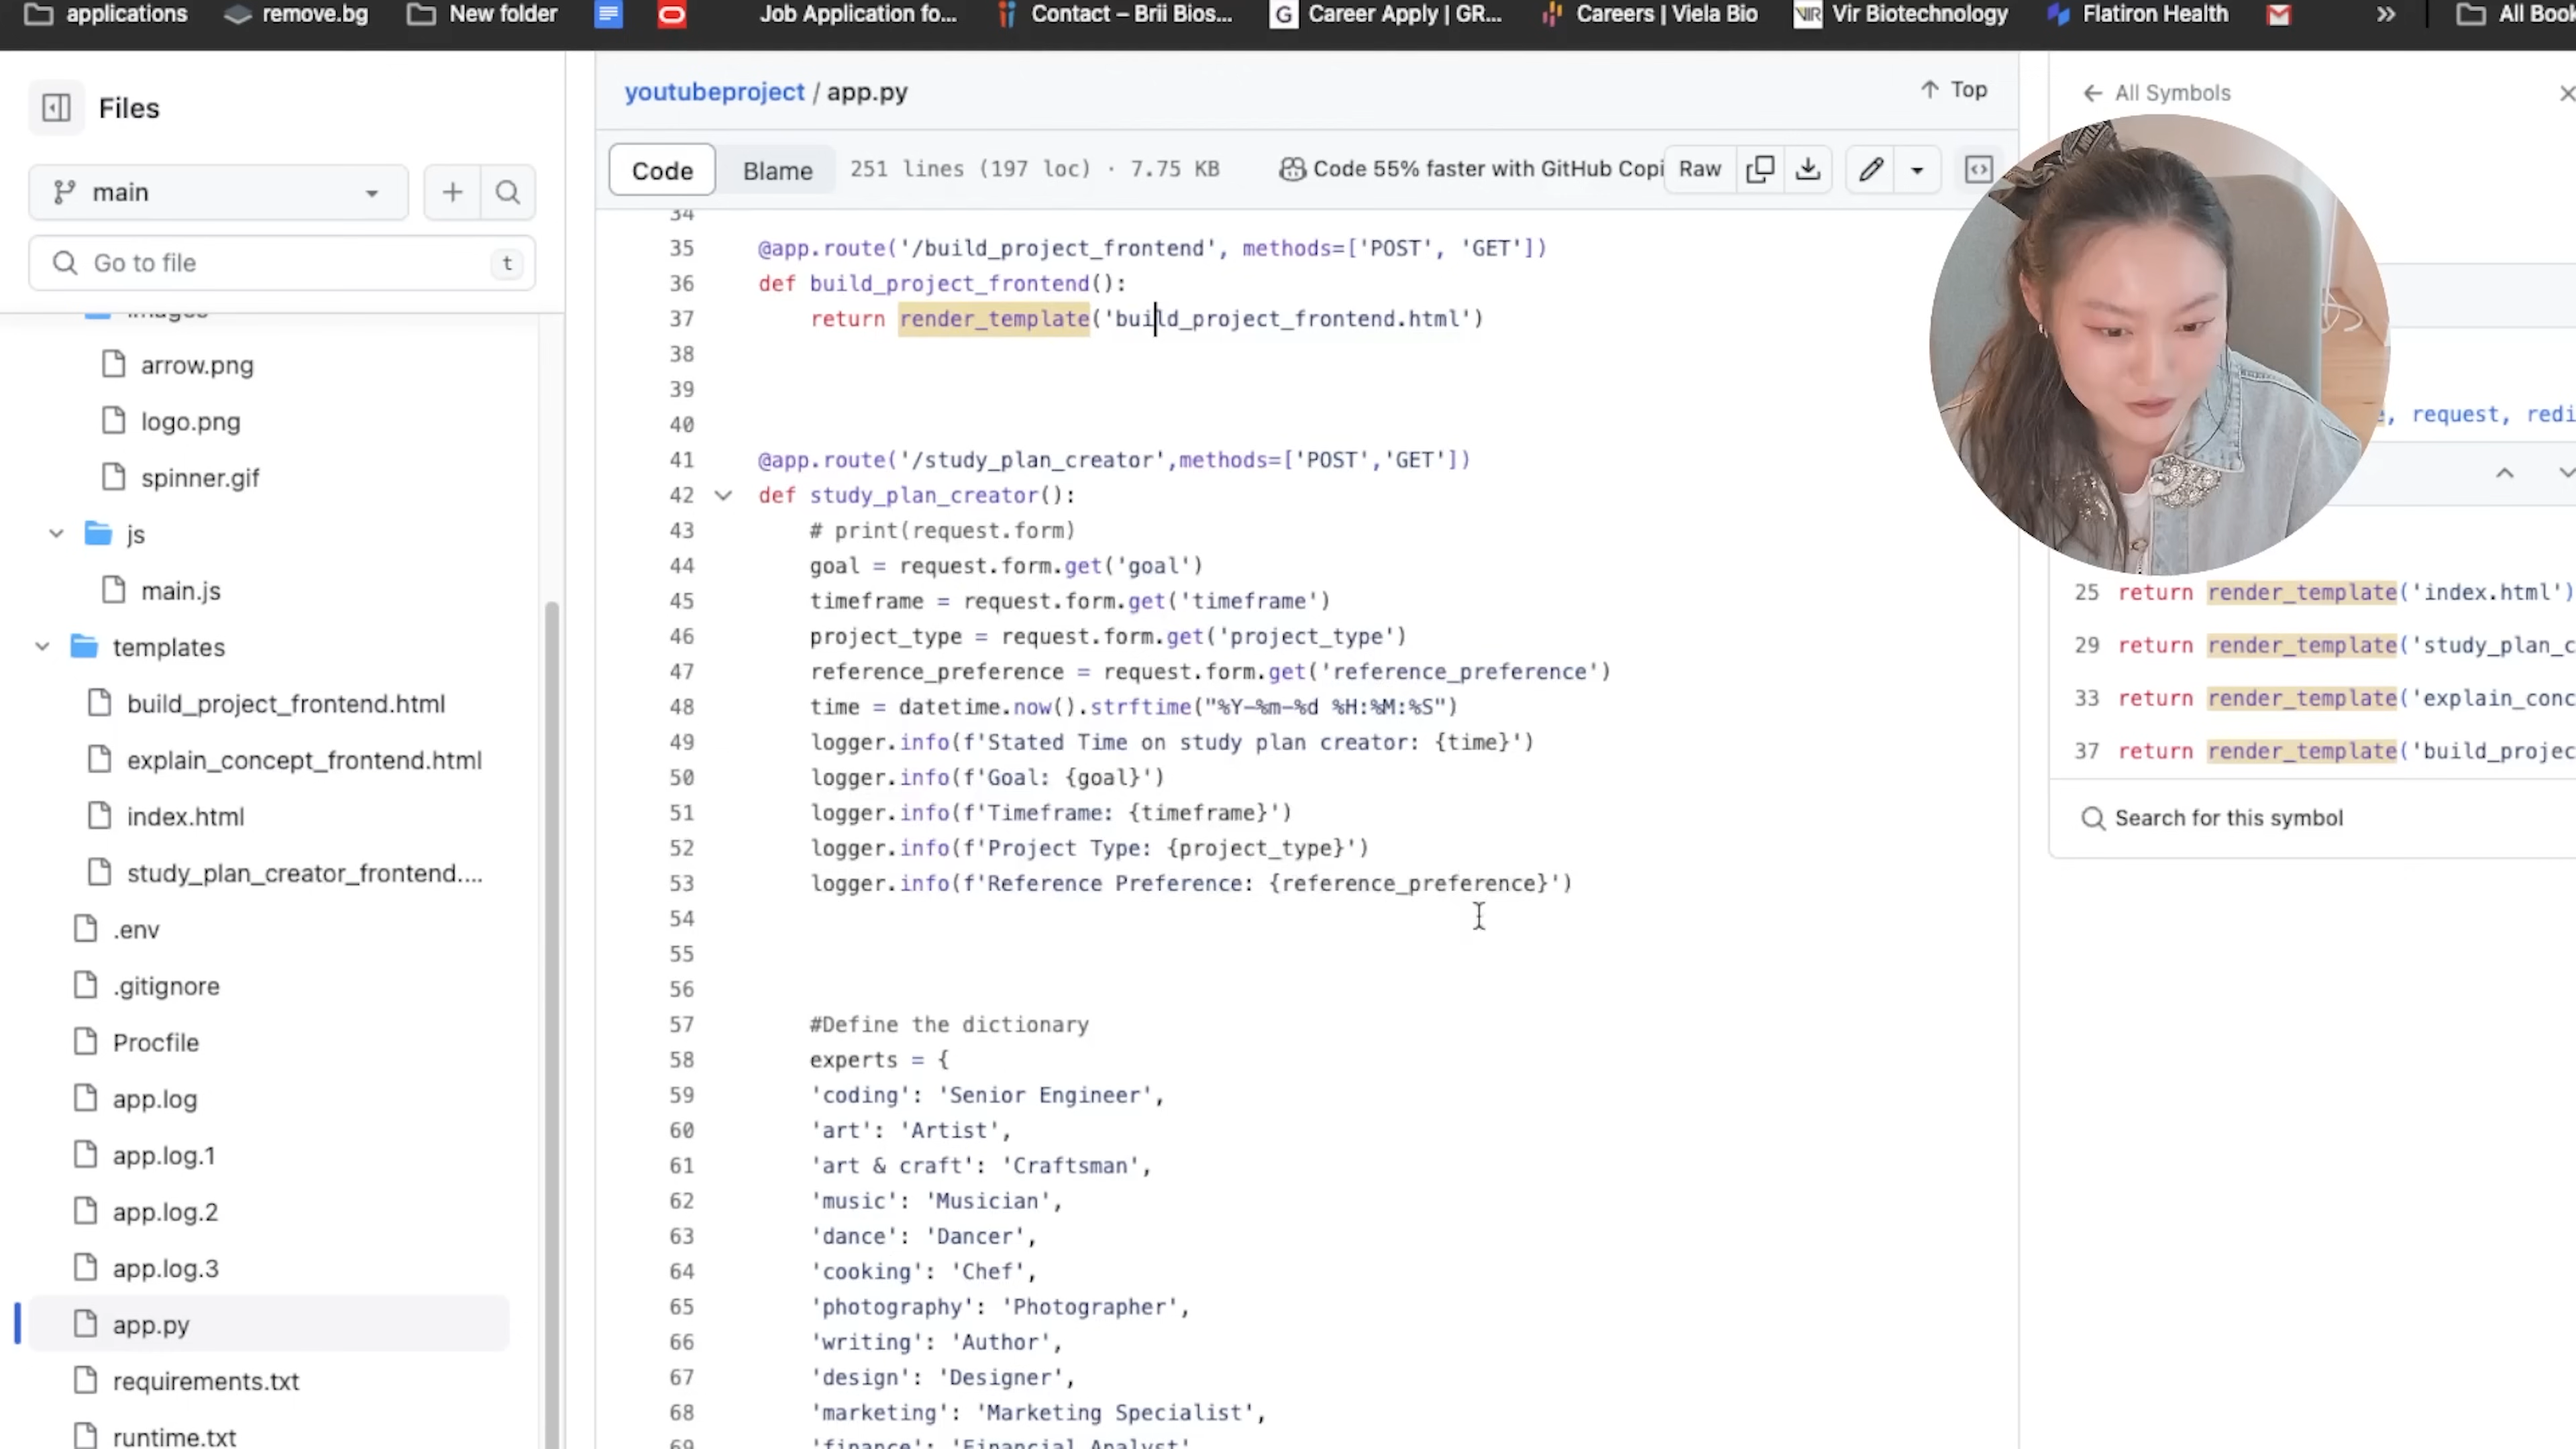 applications
remove.bg
New folder
Job Application fo...
Contact – Brii Bios...
G Career Apply | GR...
Careers | Viela Bio
VIR Vir Biotechnology
Flatiron Health
»
All Book
Files
main
Go to file
t
images
arrow.png
logo.png
spinner.gif
js
main.js
templates
build_project_frontend.html
explain_concept_frontend.html
index.html
study_plan_creator_frontend....
.env
.gitignore
Procfile
app.log
app.log.1
app.log.2
app.log.3
app.py
requirements.txt
runtime.txt
youtubeproject / app.py
↑ Top
Code
Blame
251 lines (197 loc) · 7.75 KB
Code 55% faster with GitHub Copi
Raw
34
35 @app.route('/build_project_frontend', methods=['POST', 'GET'])
36 def build_project_frontend():
37 return render_template('build_project_frontend.html')
38
39
40
41 @app.route('/study_plan_creator',methods=['POST','GET'])
42 def study_plan_creator():
43 # print(request.form)
44 goal = request.form.get('goal')
45 timeframe = request.form.get('timeframe')
46 project_type = request.form.get('project_type')
47 reference_preference = request.form.get('reference_preference')
48 time = datetime.now().strftime("%Y-%m-%d %H:%M:%S")
49 logger.info(f'Stated Time on study plan creator: {time}')
50 logger.info(f'Goal: {goal}')
51 logger.info(f'Timeframe: {timeframe}')
52 logger.info(f'Project Type: {project_type}')
53 logger.info(f'Reference Preference: {reference_preference}')
54
55
56
57 #Define the dictionary
58 experts = {
59 'coding': 'Senior Engineer',
60 'art': 'Artist',
61 'art & craft': 'Craftsman',
62 'music': 'Musician',
63 'dance': 'Dancer',
64 'cooking': 'Chef',
65 'photography': 'Photographer',
66 'writing': 'Author',
67 'design': 'Designer',
68 'marketing': 'Marketing Specialist',
69 'finance': 'Financial Analyst'
← All Symbols
, request, redi
25 return render_template('index.html')
29 return render_template('study_plan_c
33 return render_template('explain_conc
37 return render_template('build_projec
Search for this symbol